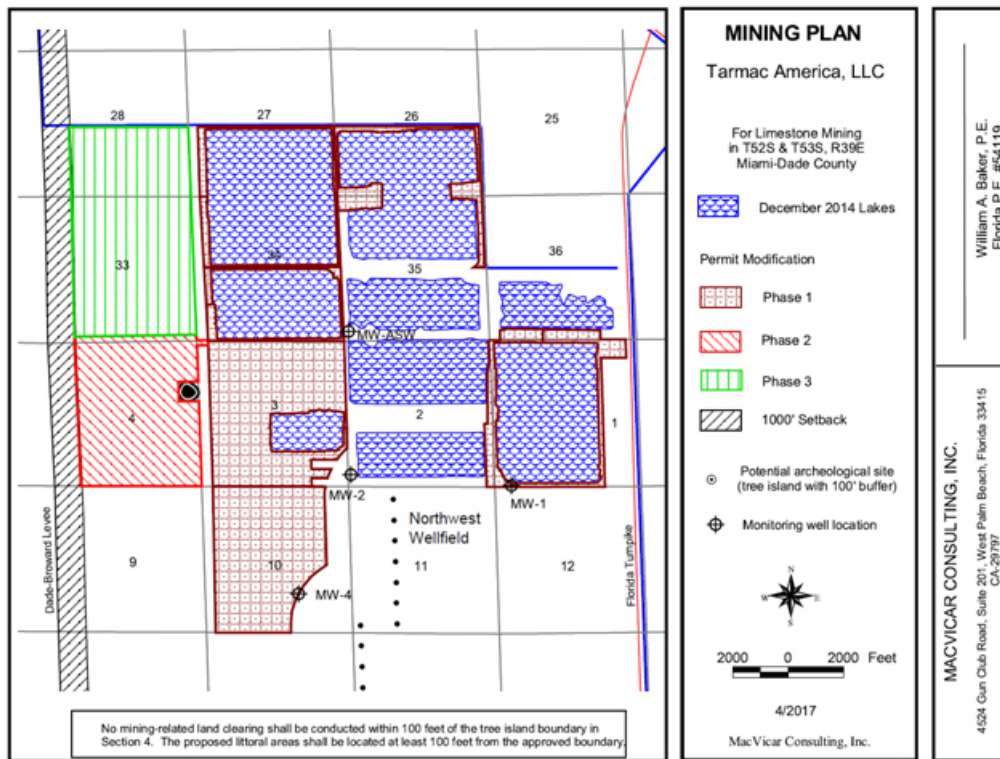 28
27
26
25
33
34
35
36
MW-ASW
4
3
2
1
MW-2
MW-1
Northwest
Wellfield
9
10
11
12
MW-4
Dade-Broward Levee
Florida Turnpike
No mining-related land clearing shall be conducted within 100 feet of the tree island boundary in
Section 4. The proposed littoral areas shall be located at least 100 feet from the approved boundary.
MINING PLAN
Tarmac America, LLC
For Limestone Mining
in T52S & T53S, R39E
Miami-Dade County
December 2014 Lakes
Permit Modification
Phase 1
Phase 2
Phase 3
1000' Setback
Potential archeological site
(tree island with 100' buffer)
Monitoring well location
N
W E
S
2000 0 2000 Feet
4/2017
MacVicar Consulting, Inc.
William A. Baker, P.E.
Florida P.E. #54119
MACVICAR CONSULTING, INC.
4524 Gun Club Road, Suite 201, West Palm Beach, Florida 33415
CA-29797